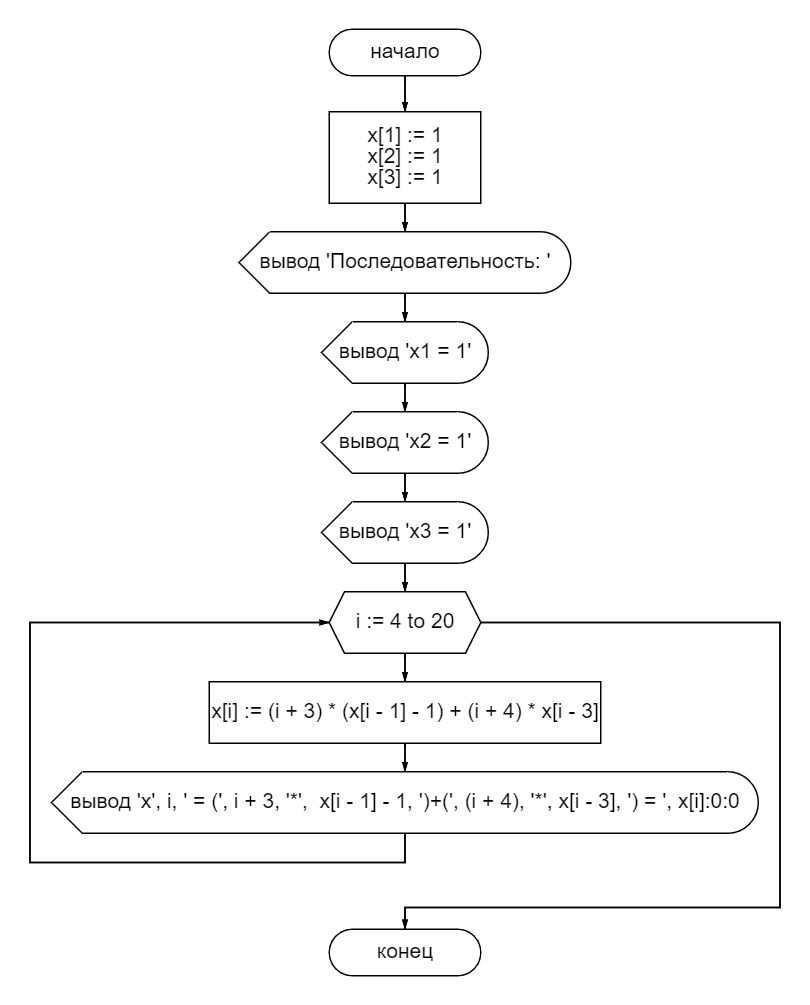 начало
x[1] := 1
x[2] := 1
x[3] := 1
вывод 'Последовательность: '
вывод 'x1 = 1'
вывод 'x2 = 1'
вывод 'x3 = 1'
i := 4 to 20
x[i] := (i + 3) * (x[i - 1] - 1) + (i + 4) * x[i - 3]
вывод 'x', i, ' = (', i + 3, '*',  x[i - 1] - 1, ')+(', (i + 4), '*', x[i - 3], ') = ', x[i]:0:0
конец